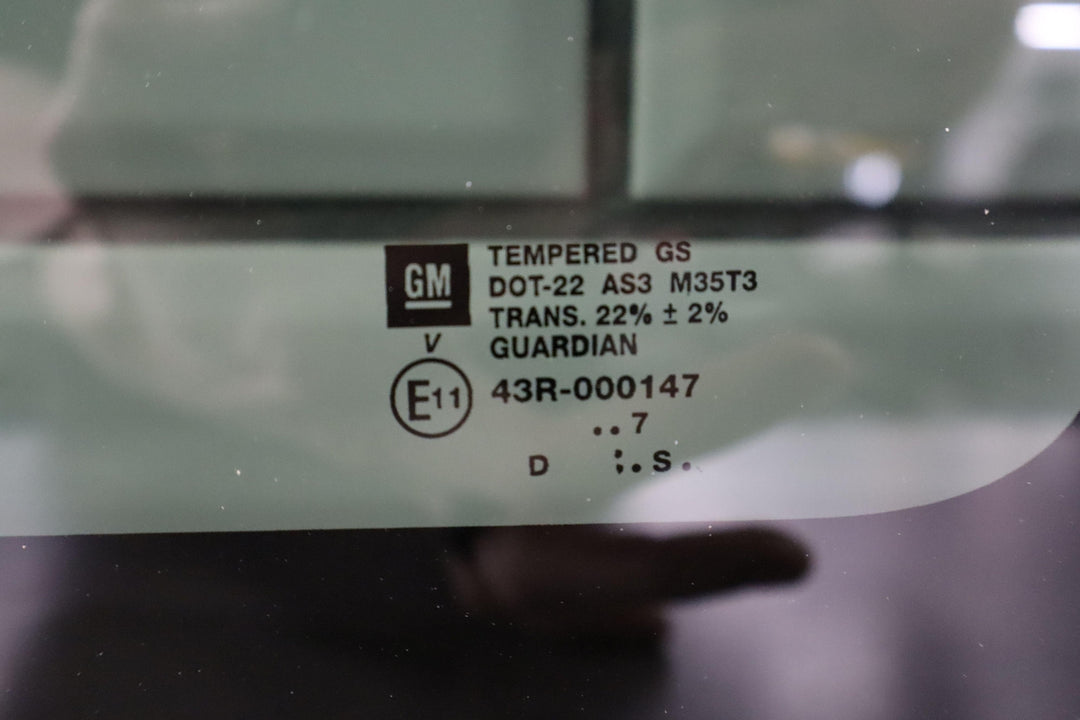 GM TEMPERED GS
DOT-22 AS3 M35T3
TRANS. 22% ± 2%
V GUARDIAN
E11 43R-000147
..7
D :.S.